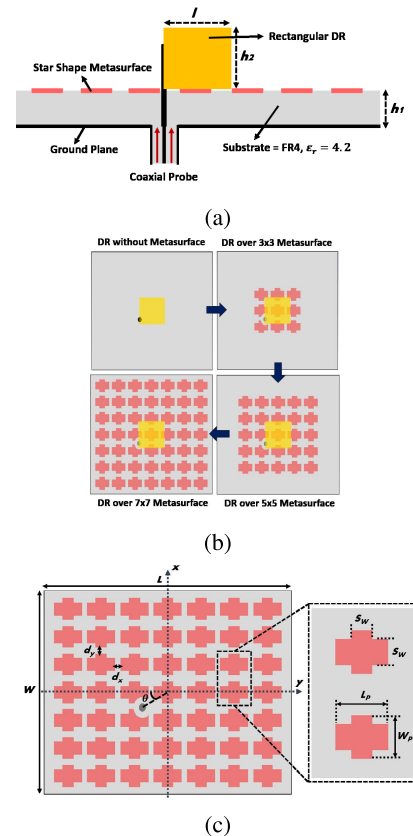 l
Rectangular DR
h2
Star Shape Metasurface
h1
Ground Plane
Substrate = FR4, εr = 4.2
Coaxial Probe
(a)
DR without Metasurface
DR over 3x3 Metasurface
DR over 7x7 Metasurface
DR over 5x5 Metasurface
(b)
x
L
SW
dy
SW
dx
W
θ
y
Lp
Wp
(c)